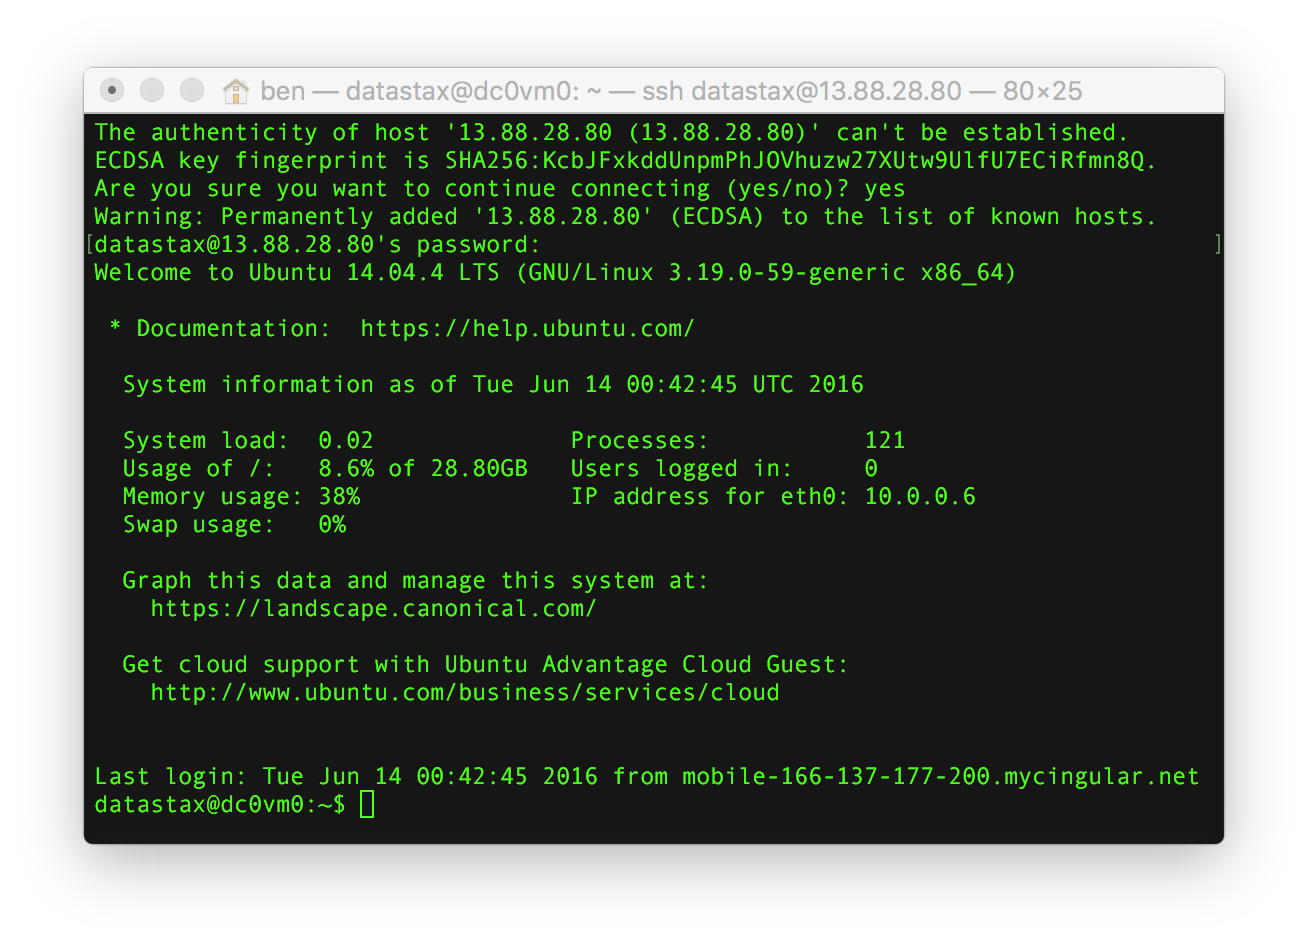 ben — datastax@dc0vm0: ~ — ssh datastax@13.88.28.80 — 80×25
The authenticity of host '13.88.28.80 (13.88.28.80)' can't be established.
ECDSA key fingerprint is SHA256:KcbJFxkddUnpmPhJOVhuzw27XUtw9UlfU7ECiRfmn8Q.
Are you sure you want to continue connecting (yes/no)? yes
Warning: Permanently added '13.88.28.80' (ECDSA) to the list of known hosts.
[datastax@13.88.28.80's password: ]
Welcome to Ubuntu 14.04.4 LTS (GNU/Linux 3.19.0-59-generic x86_64)
* Documentation:  https://help.ubuntu.com/
System information as of Tue Jun 14 00:42:45 UTC 2016
System load:  0.02              Processes:           121
Usage of /:   8.6% of 28.80GB   Users logged in:     0
Memory usage: 38%               IP address for eth0: 10.0.0.6
Swap usage:   0%
Graph this data and manage this system at:
https://landscape.canonical.com/
Get cloud support with Ubuntu Advantage Cloud Guest:
http://www.ubuntu.com/business/services/cloud
Last login: Tue Jun 14 00:42:45 2016 from mobile-166-137-177-200.mycingular.net
datastax@dc0vm0:~$